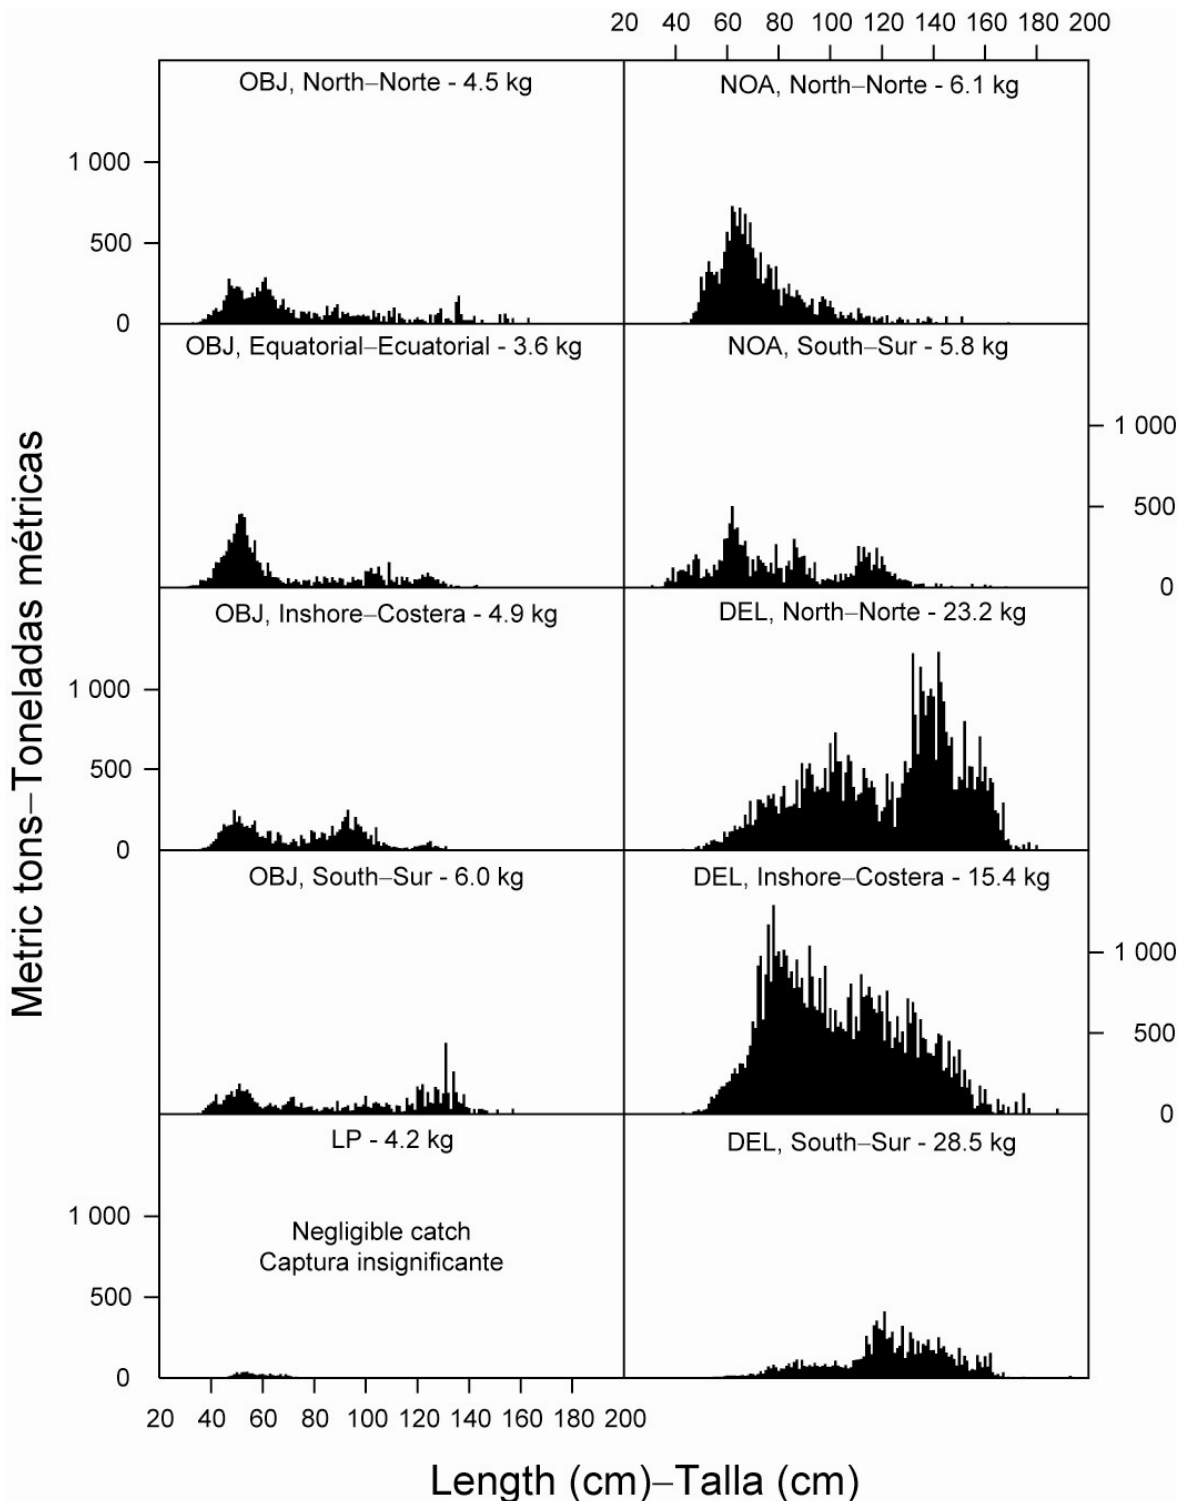 20 40 60 80 100 120 140 160 180 200
OBJ, North–Norte - 4.5 kg
NOA, North–Norte - 6.1 kg
1 000
500
0
OBJ, Equatorial–Ecuatorial - 3.6 kg
NOA, South–Sur - 5.8 kg
1 000
500
0
OBJ, Inshore–Costera - 4.9 kg
DEL, North–Norte - 23.2 kg
1 000
500
0
OBJ, South–Sur - 6.0 kg
DEL, Inshore–Costera - 15.4 kg
1 000
500
0
LP - 4.2 kg
DEL, South–Sur - 28.5 kg
Negligible catch
Captura insignificante
1 000
500
0
20 40 60 80 100 120 140 160 180 200
Metric tons–Toneladas métricas
Length (cm)–Talla (cm)